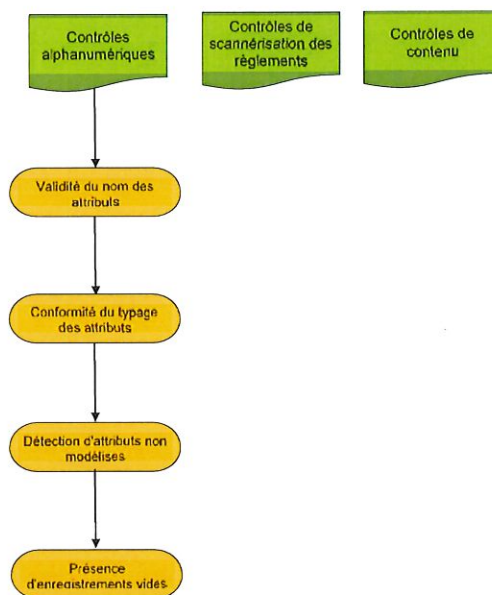 Contrôles
alphanumériques
Contrôles de
scannérisation des
règlements
Contrôles de
contenu
Validité du nom des
attributs
Conformité du typage
des attributs
Détection d'attributs non
modélises
Présence
d'enregistrements vides